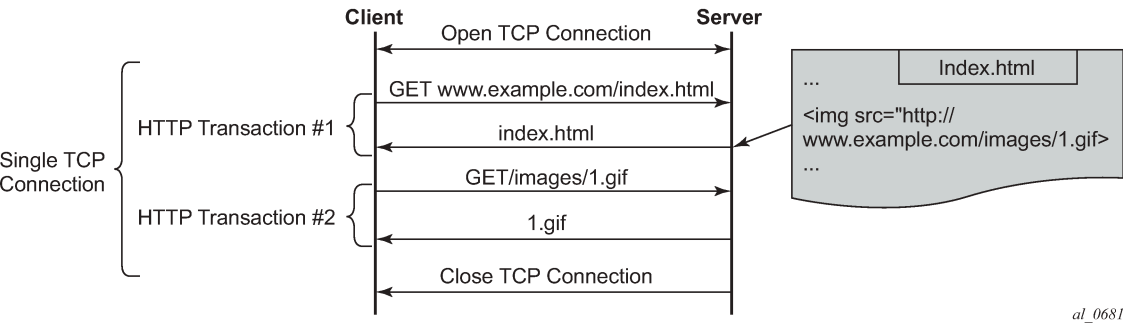 Client
Server
Open TCP Connection
GET www.example.com/index.html
HTTP Transaction #1
index.html
Single TCP
Connection
GET/images/1.gif
HTTP Transaction #2
1.gif
Close TCP Connection
Index.html
...
<img src="http://
www.example.com/images/1.gif>
...
al_0681